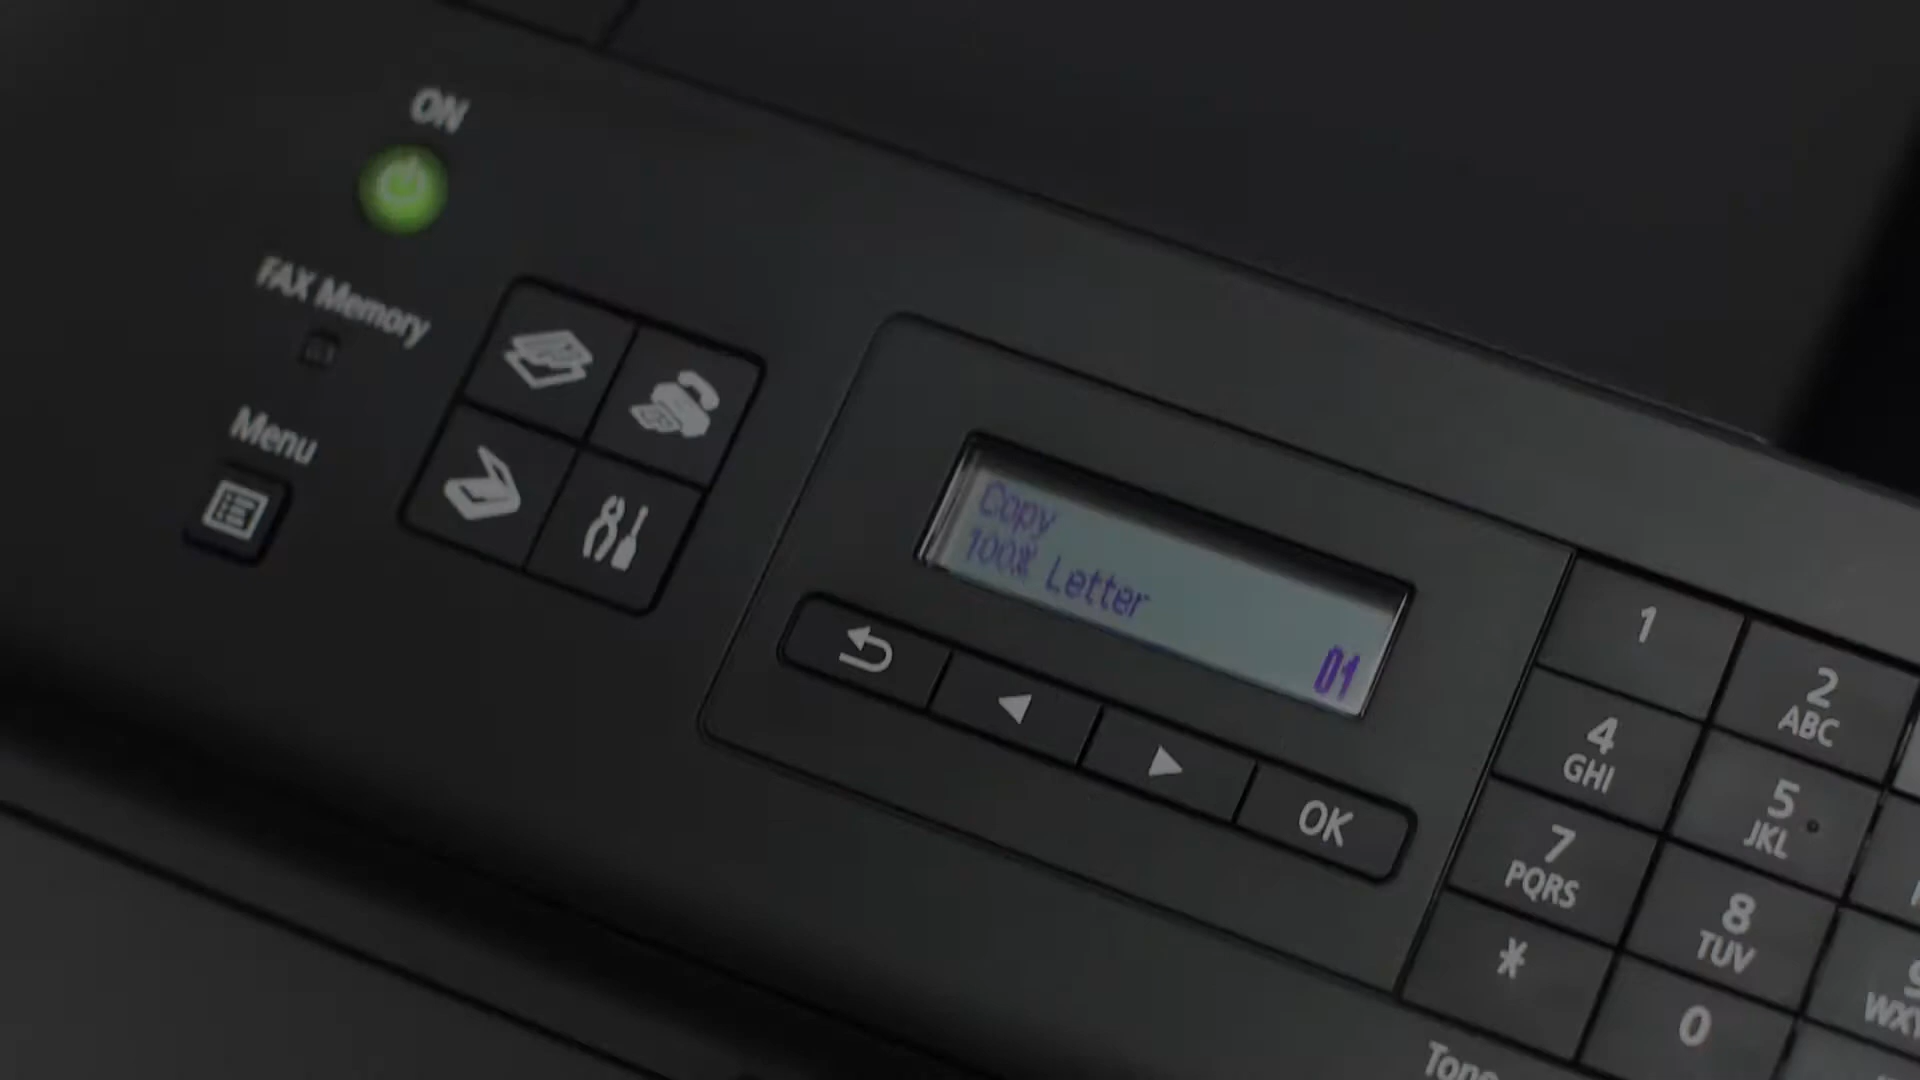 ON
FAX Memory
Menu
Copy
100% Letter
01
OK
1
2
ABC
4
GHI
5
JKL
7
PQRS
8
TUV
*
0
Tone